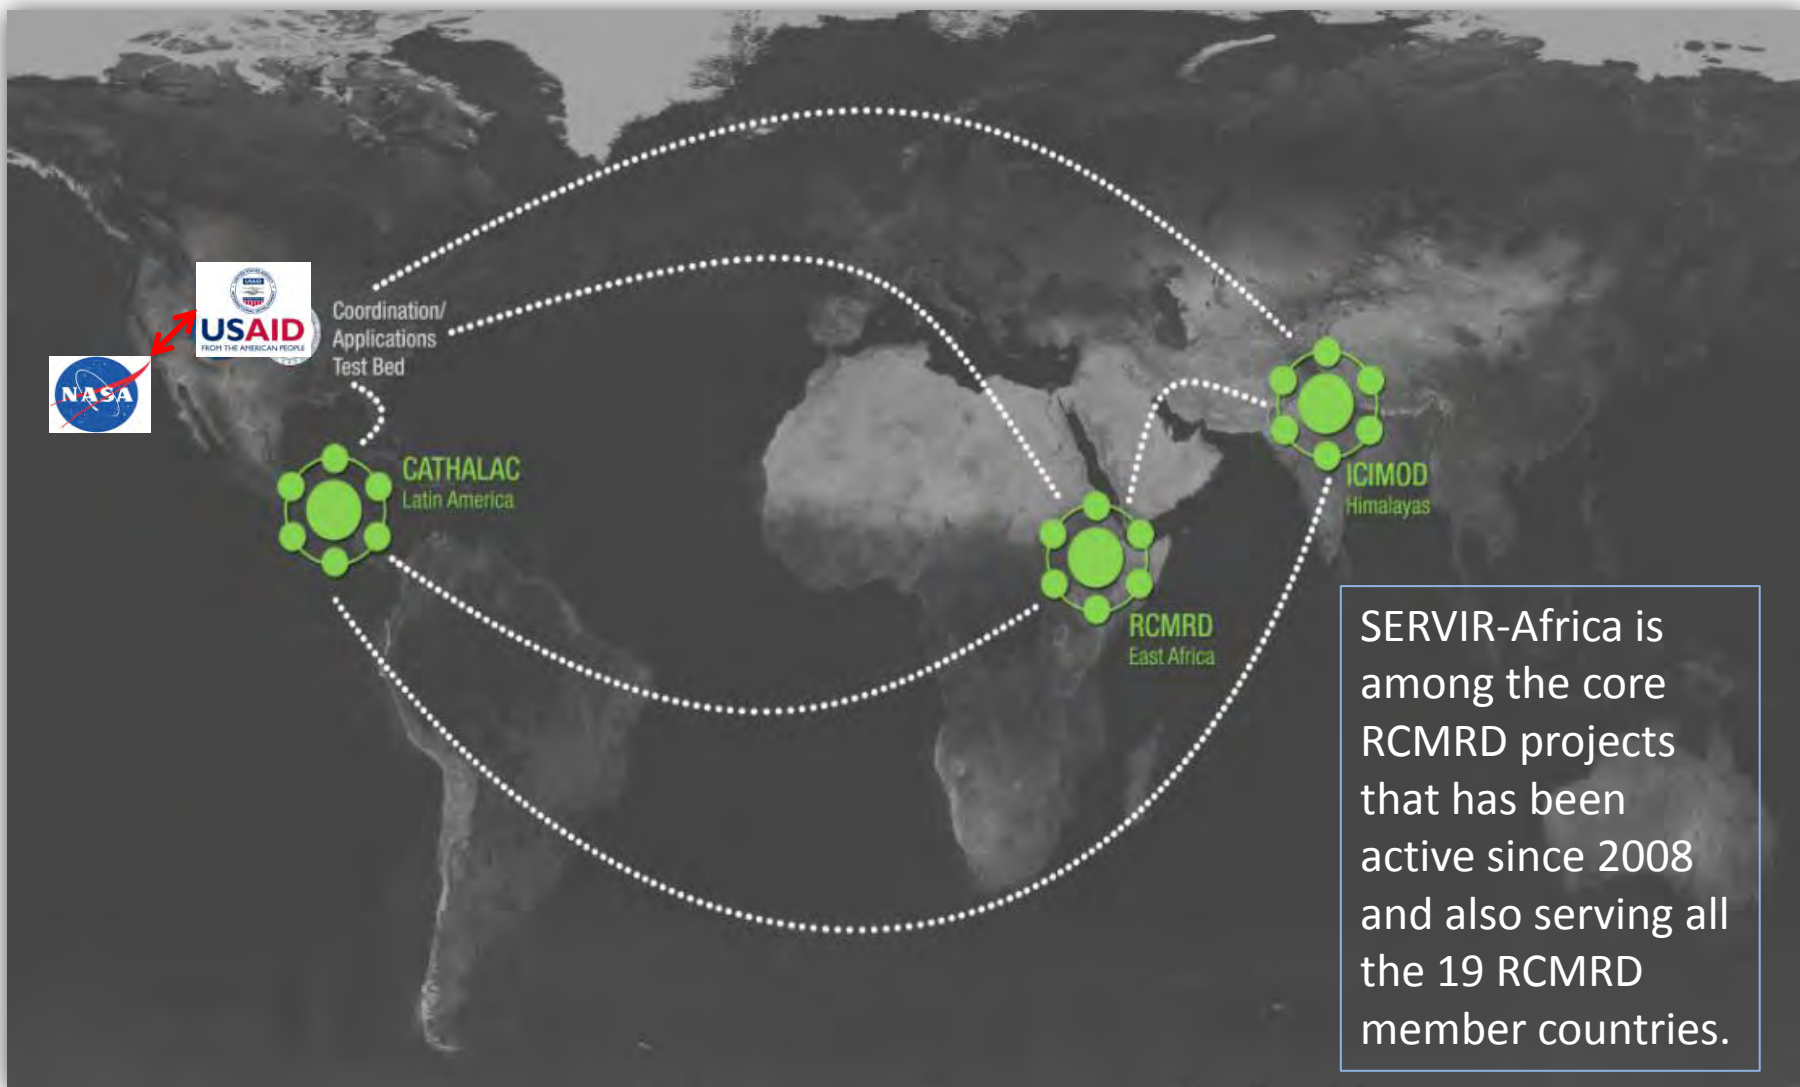 USAID
USAID
FROM THE AMERICAN PEOPLE
NASA
Coordination/
Applications
Test Bed
CATHALAC
Latin America
RCMRD
East Africa
ICIMOD
Himalayas
SERVIR-Africa is
among the core
RCMRD projects
that has been
active since 2008
and also serving all
the 19 RCMRD
member countries.